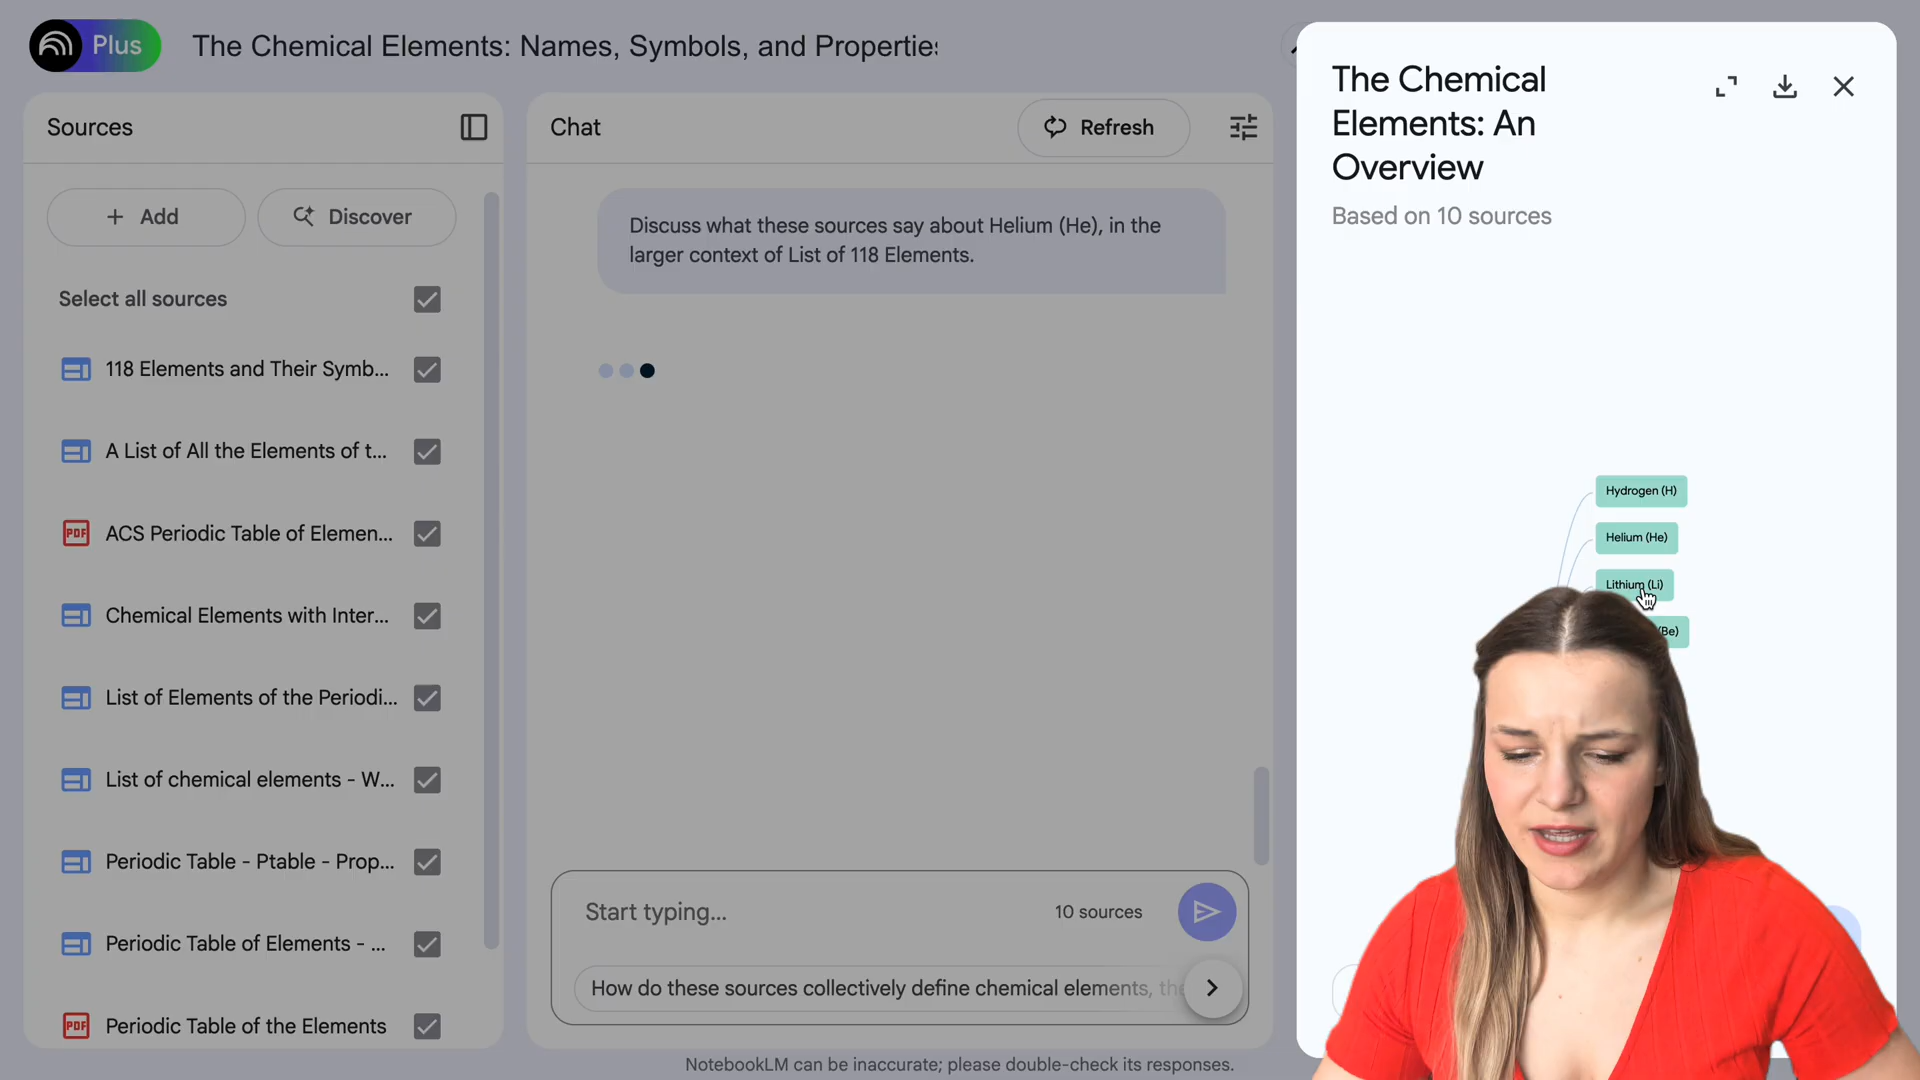 Plus
The Chemical Elements: Names, Symbols, and Properties
Sources
Add
Discover
Select all sources
118 Elements and Their Symb...
A List of All the Elements of t...
PDF
ACS Periodic Table of Elemen...
Chemical Elements with Inter...
List of Elements of the Periodi...
List of chemical elements - W...
Periodic Table - Ptable - Prop...
Periodic Table of Elements - ...
PDF
Periodic Table of the Elements
Chat
Refresh
Discuss what these sources say about Helium (He), in the
larger context of List of 118 Elements.
Start typing...
10 sources
How do these sources collectively define chemical elements, the
NotebookLM can be inaccurate; please double-check its responses.
The Chemical
Elements: An
Overview
Based on 10 sources
Hydrogen (H)
Helium (He)
Lithium (Li)
(Be)